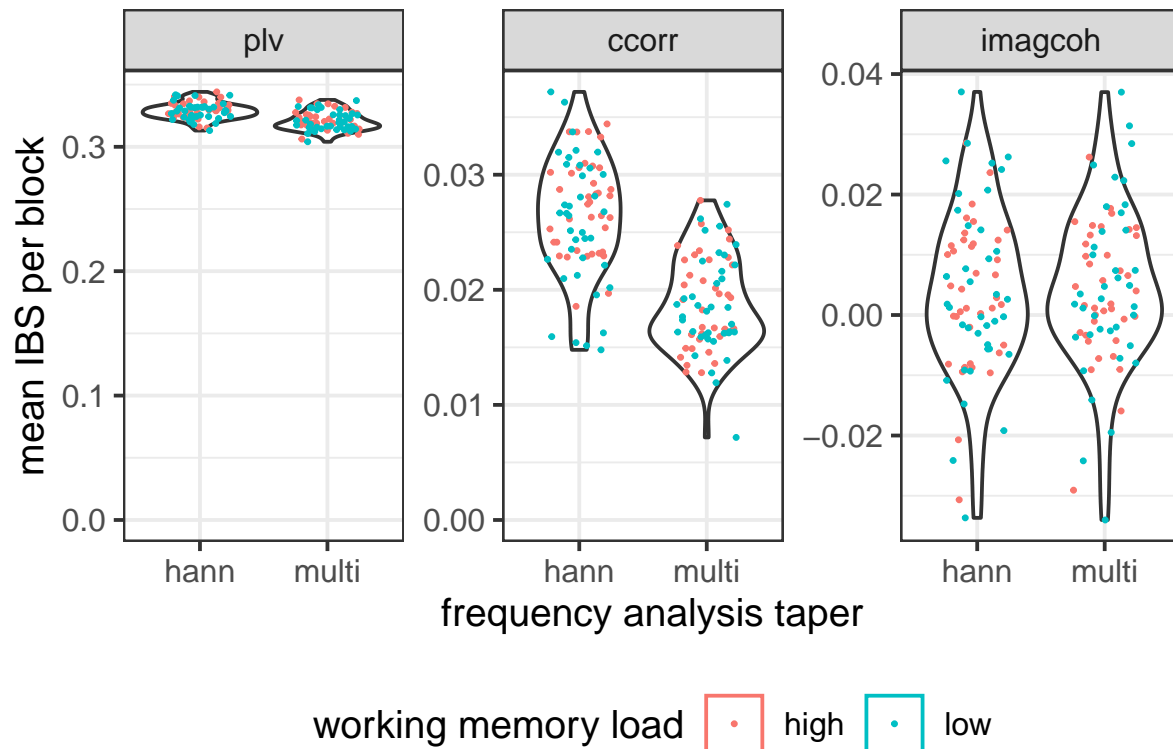 plv ccorr imagcoh
mean IBS per block
0.3
0.2
0.1
0.0
0.03
0.02
0.01
0.00
0.04
0.02
0.00
−0.02
hann multi hann multi hann multi
frequency analysis taper
working memory load high low